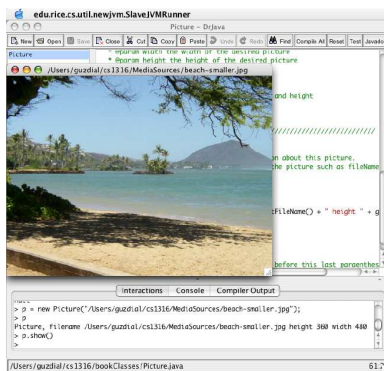 edu.rice.cs.util.newjvm.SlaveJVMRunner
Picture - DrJava
New Open Save Close Cut Copy Paste Undo Redo Find Compile All Reset Test Javado
Picture
* @param width the width of the desired picture
* @param height the height of the desired picture
/Users/guzdial/cs1316/MediaSources/beach-smaller.jpg
and height
///////////////////////////
on about this picture.
the picture such as fileName
tFileName() + " height " + g
before this last parenthes
Interactions Console Compiler Output
> p = new Picture("/Users/guzdial/cs1316/MediaSources/beach-smaller.jpg");
> p
Picture, filename /Users/guzdial/cs1316/MediaSources/beach-smaller.jpg height 360 width 480
> p.show()
>
/Users/guzdial/cs1316/bookClasses/Picture.java